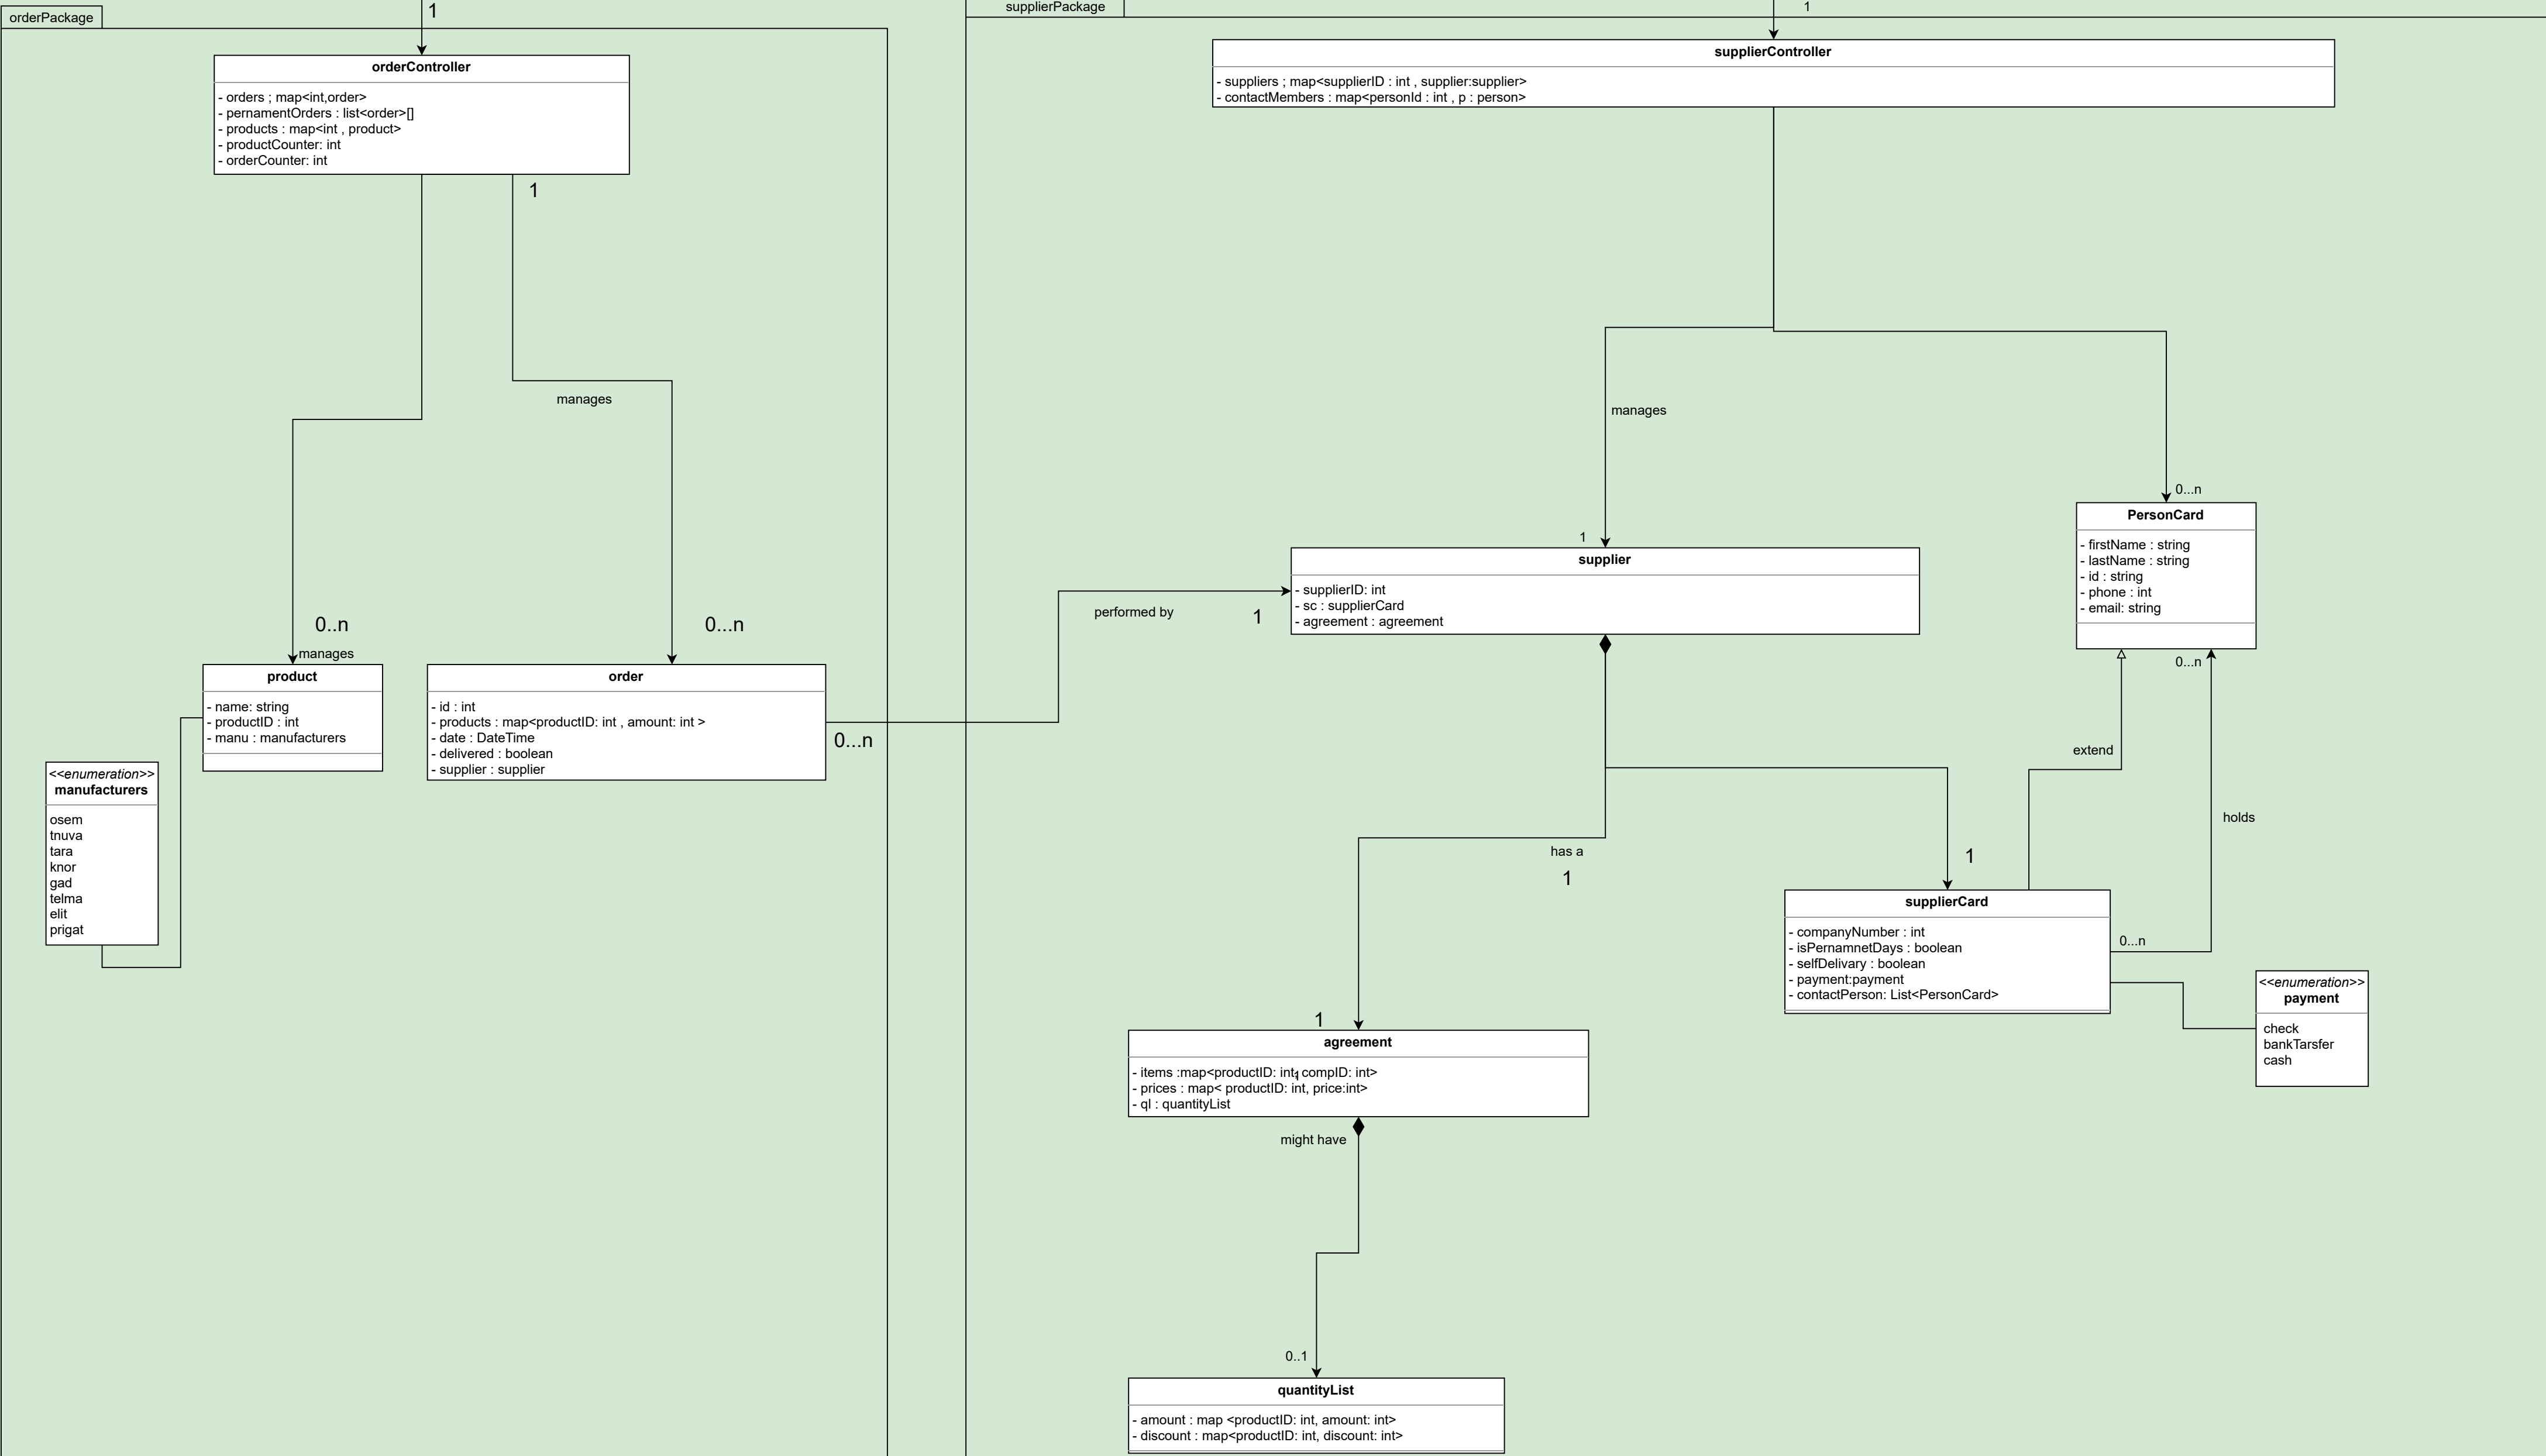 orderPackage
1
orderController
- orders ; map<int,order>
- pernamentOrders : list<order>[]
- products : map<int , product>
- productCounter: int
- orderCounter: int
1
manages
0..n
manages
0...n
product
- name: string
- productID : int
- manu : manufacturers
order
- id : int
- products : map<productID: int , amount: int >
- date : DateTime
- delivered : boolean
- supplier : supplier
0...n
<<enumeration>>
manufacturers
osem
tnuva
tara
knor
gad
telma
elit
prigat
supplierPackage
1
supplierController
- suppliers ; map<supplierID : int , supplier:supplier>
- contactMembers : map<personId : int , p : person>
manages
1
0...n
PersonCard
- firstName : string
- lastName : string
- id : string
- phone : int
- email: string
0...n
performed by
1
supplier
- supplierID: int
- sc : supplierCard
- agreement : agreement
extend
holds
has a
1
1
supplierCard
- companyNumber : int
- isPernamnetDays : boolean
- selfDelivary : boolean
- payment:payment
- contactPerson: List<PersonCard>
0...n
<<enumeration>>
payment
check
bankTarsfer
cash
1
agreement
- items :map<productID: int, compID: int>
1
- prices : map< productID: int, price:int>
- ql : quantityList
might have
0..1
quantityList
- amount : map <productID: int, amount: int>
- discount : map<productID: int, discount: int>